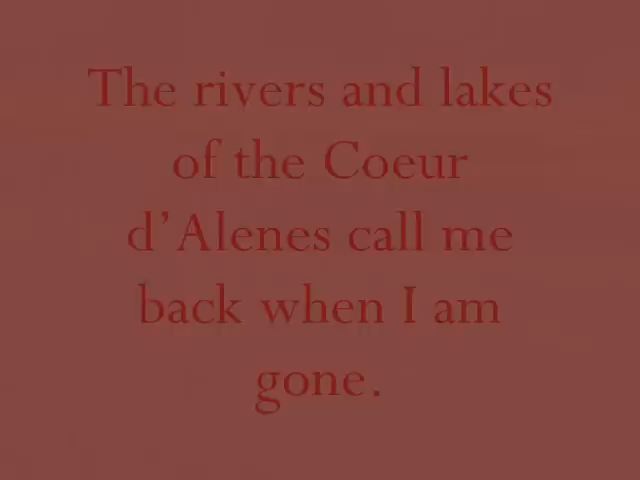 The rivers and lakes
of the Coeur
d’Alenes call me
back when I am
gone.